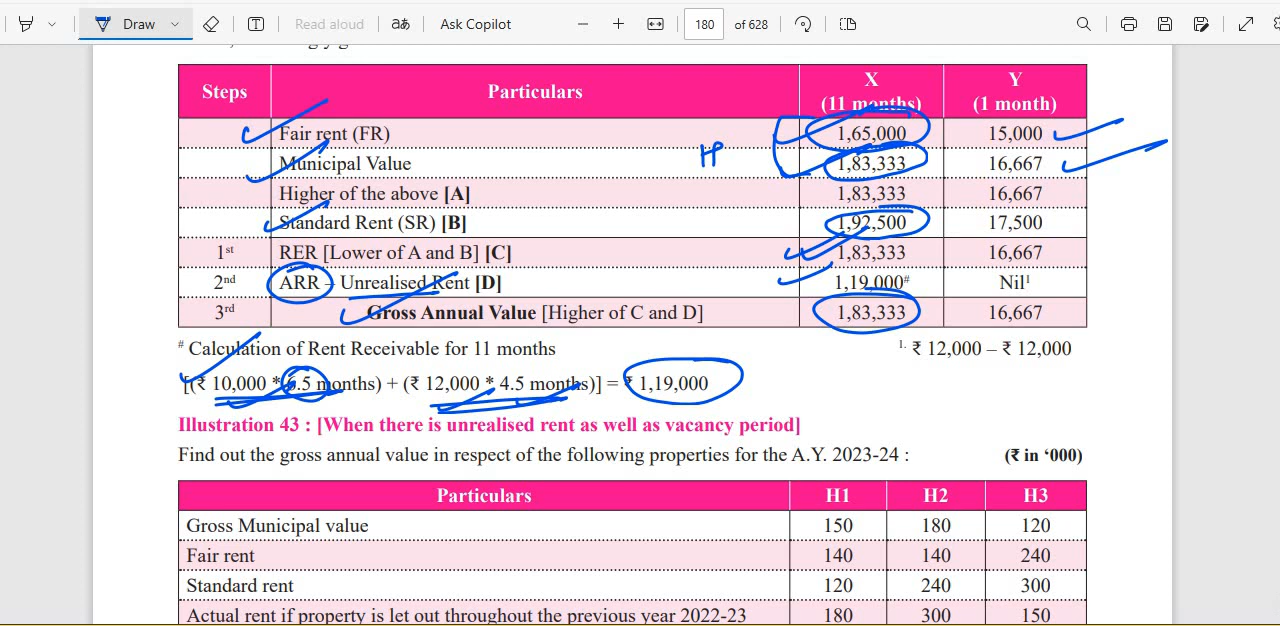 Draw
Read aloud
aあ
Ask Copilot
180 of 628
Steps Particulars X (11 months) Y (1 month)
Fair rent (FR) 1,65,000 15,000
Municipal Value HP 1,83,333 16,667
Higher of the above [A] 1,83,333 16,667
Standard Rent (SR) [B] 1,92,500 17,500
1st RER [Lower of A and B] [C] 1,83,333 16,667
2nd ARR – Unrealised Rent [D] 1,19,000# Nil1
3rd Gross Annual Value [Higher of C and D] 1,83,333 16,667
# Calculation of Rent Receivable for 11 months 1. ₹ 12,000 – ₹ 12,000
[(₹ 10,000 * 6.5 months) + (₹ 12,000 * 4.5 months)] = ₹ 1,19,000
Illustration 43 : [When there is unrealised rent as well as vacancy period]
Find out the gross annual value in respect of the following properties for the A.Y. 2023-24 : (₹ in ‘000)
Particulars H1 H2 H3
Gross Municipal value 150 180 120
Fair rent 140 140 240
Standard rent 120 240 300
Actual rent if property is let out throughout the previous year 2022-23 180 300 150